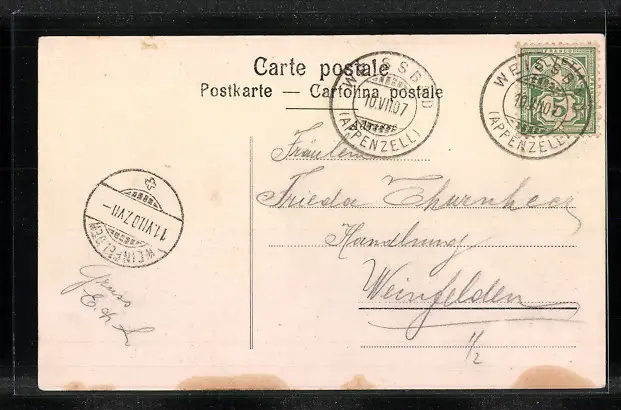 Carte postale
Postkarte — Cartolina postale
WEISSBAD
10.VII.07
(APPENZELL)
WEISSBAD
10.VII.07
(APPENZELL)
5
Fräulein
Frieda Thurnheer
Handlung
Weinfelden
11.VII.07.VII–
WEINFELDEN
Gruss